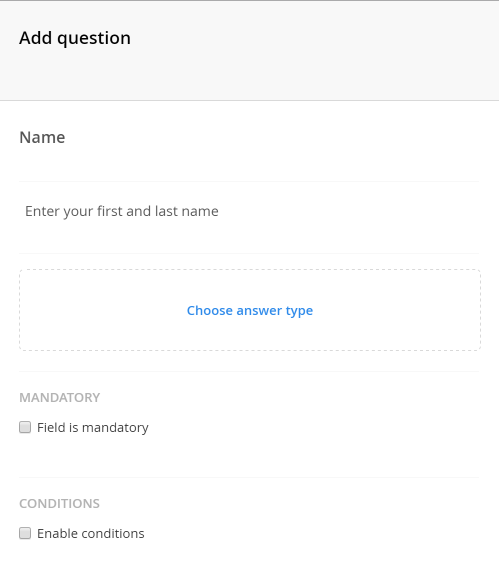 Add question
Name
Enter your first and last name
Choose answer type
MANDATORY
Field is mandatory
CONDITIONS
Enable conditions